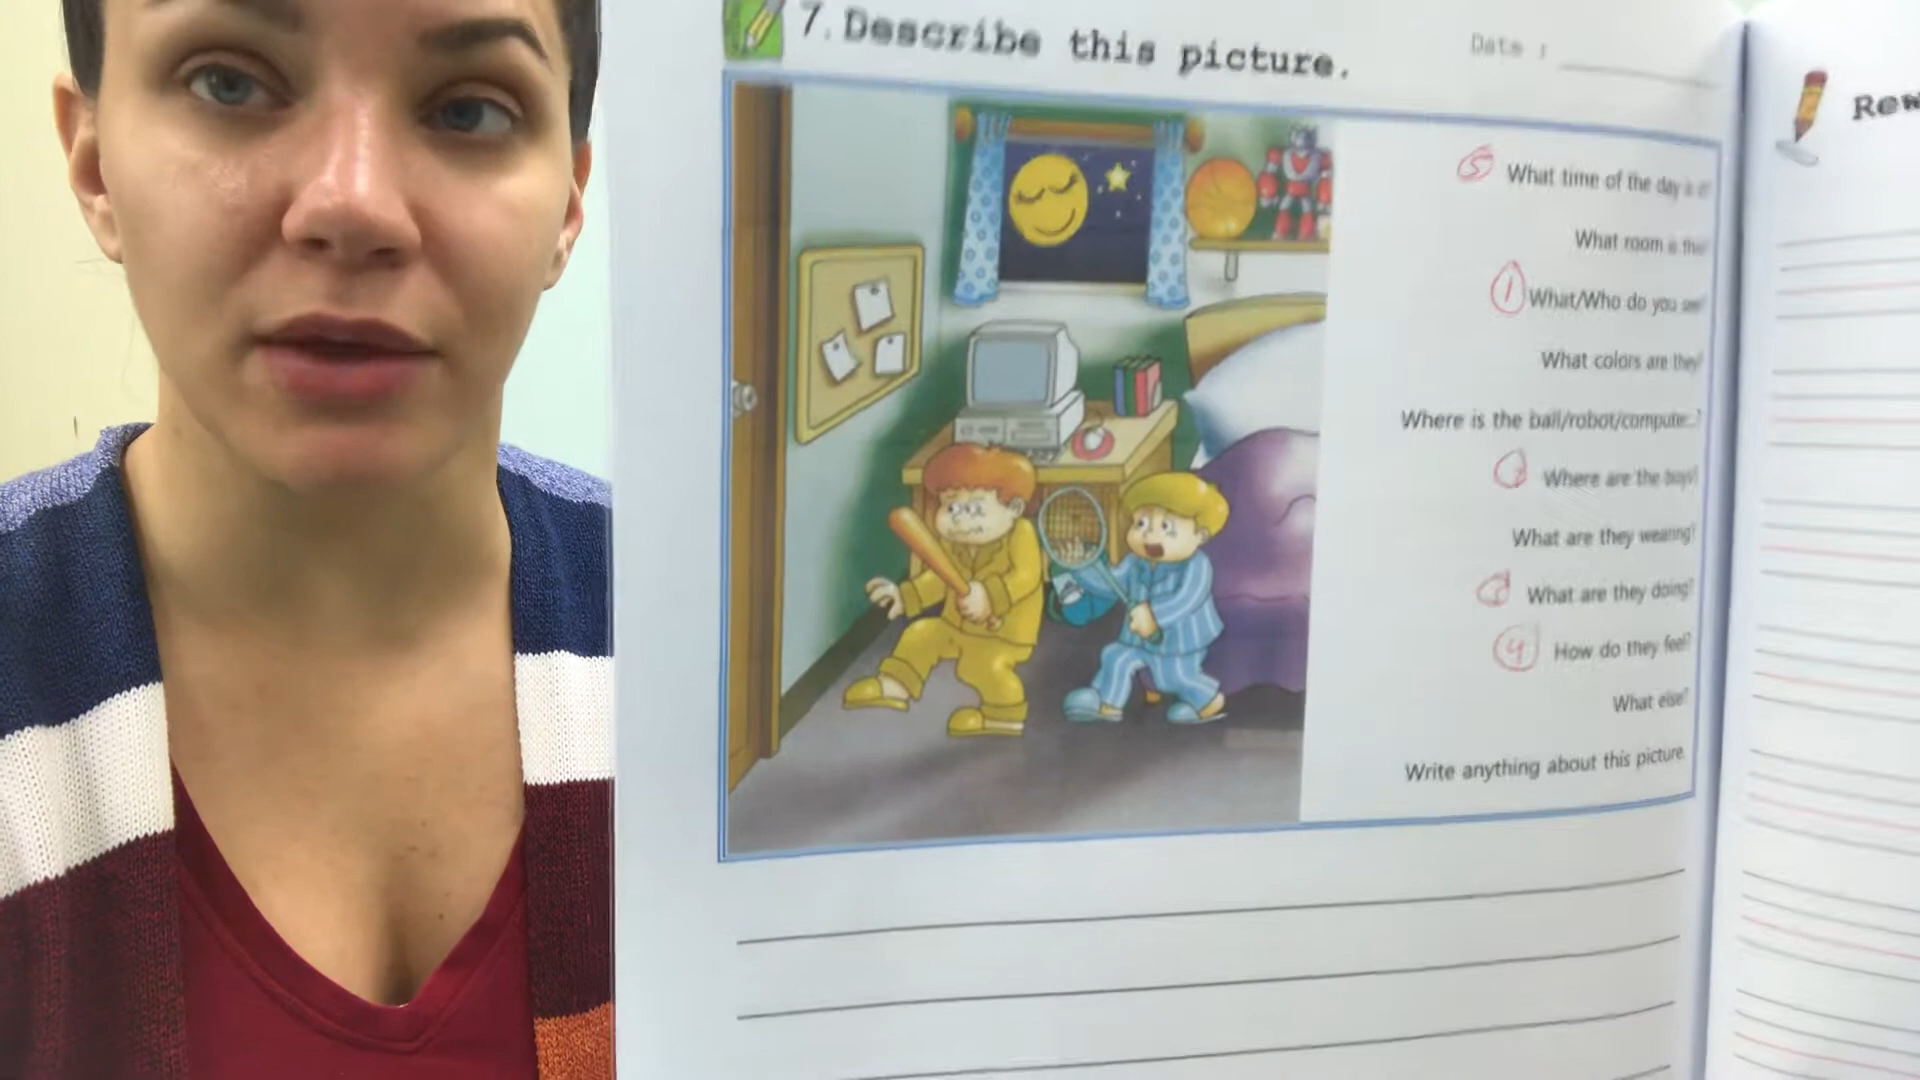 7. Describe this picture.
Date :
Rew
5 What time of the day is it?
What room is this
1 What/Who do you see
What colors are they?
Where is the ball/robot/compute...?
Where are the boys?
What are they wearing?
What are they doing?
4 How do they feel?
What else?
Write anything about this picture.